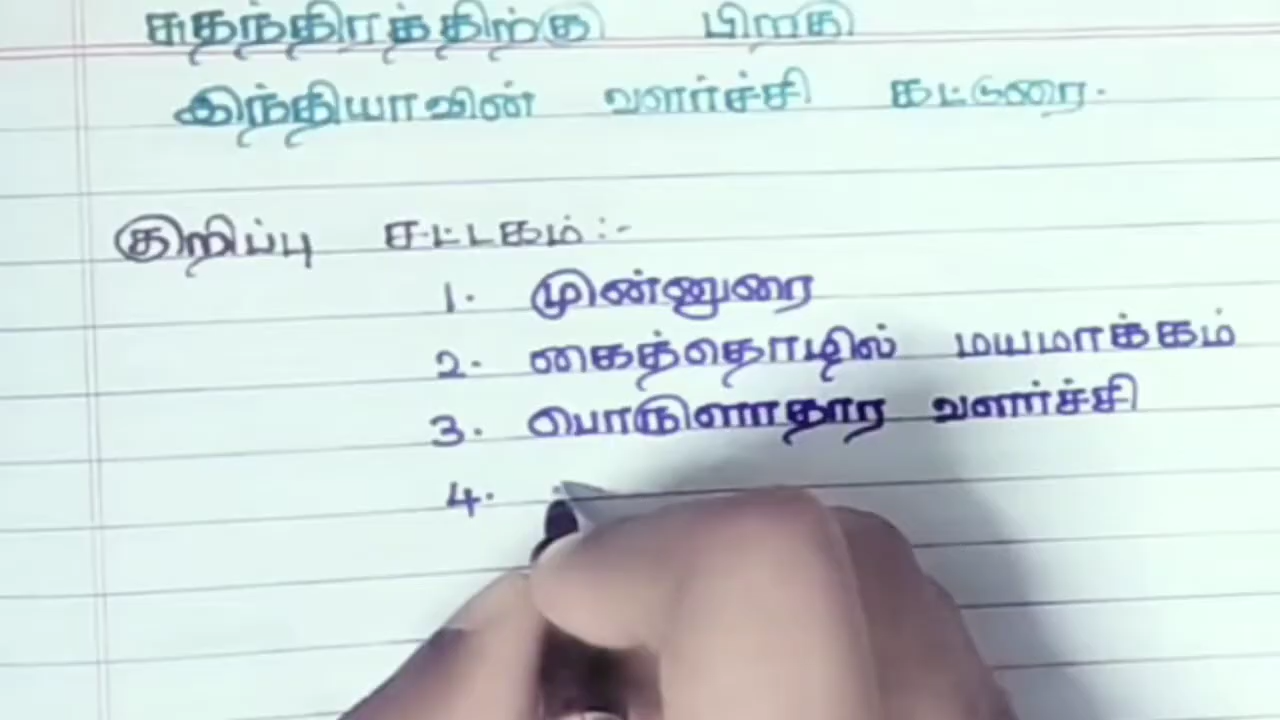 சுதந்திரத்திற்கு பிறகு
இந்தியாவின் வளர்ச்சி கட்டுரை.
குறிப்பு சட்டகம்:-
1. முன்னுரை
2. கைத்தொழில் மயமாக்கம்
3. பொருளாதார வளர்ச்சி
4.